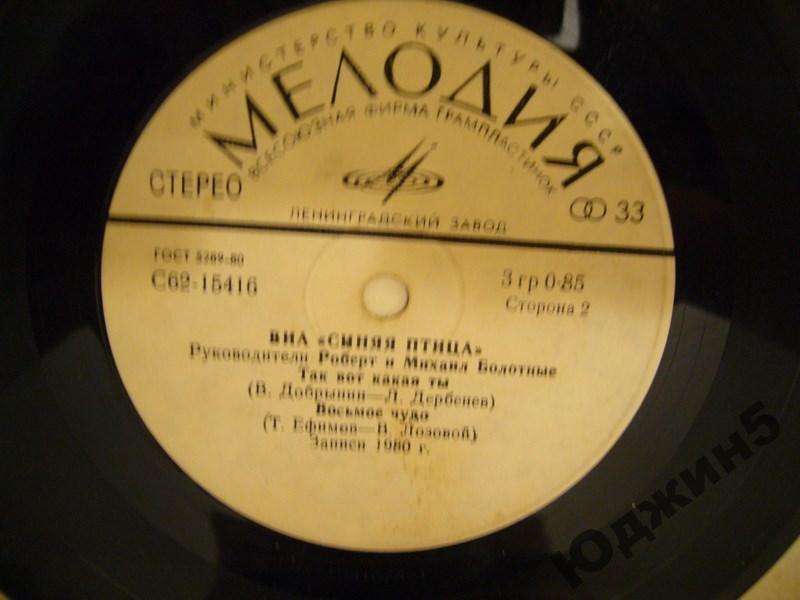 МИНИСТЕРСТВО КУЛЬТУРЫ СССР
МЕЛОДИЯ
ВСЕСОЮЗНАЯ ФИРМА ГРАМПЛАСТИНОК
СТЕРЕО
33
ЛЕНИНГРАДСКИЙ ЗАВОД
ГОСТ 5289-80
С62-15416
3 гр 0-85
Сторона 2
ВИА «СИНЯЯ ПТИЦА»
Руководители Роберт и Михаил Болотные
Так вот какая ты
(В. Добрынин—Л. Дербенев)
Восьмое чудо
(Т. Ефимов—В. Лозовой)
Записи 1980 г.
Юджин5